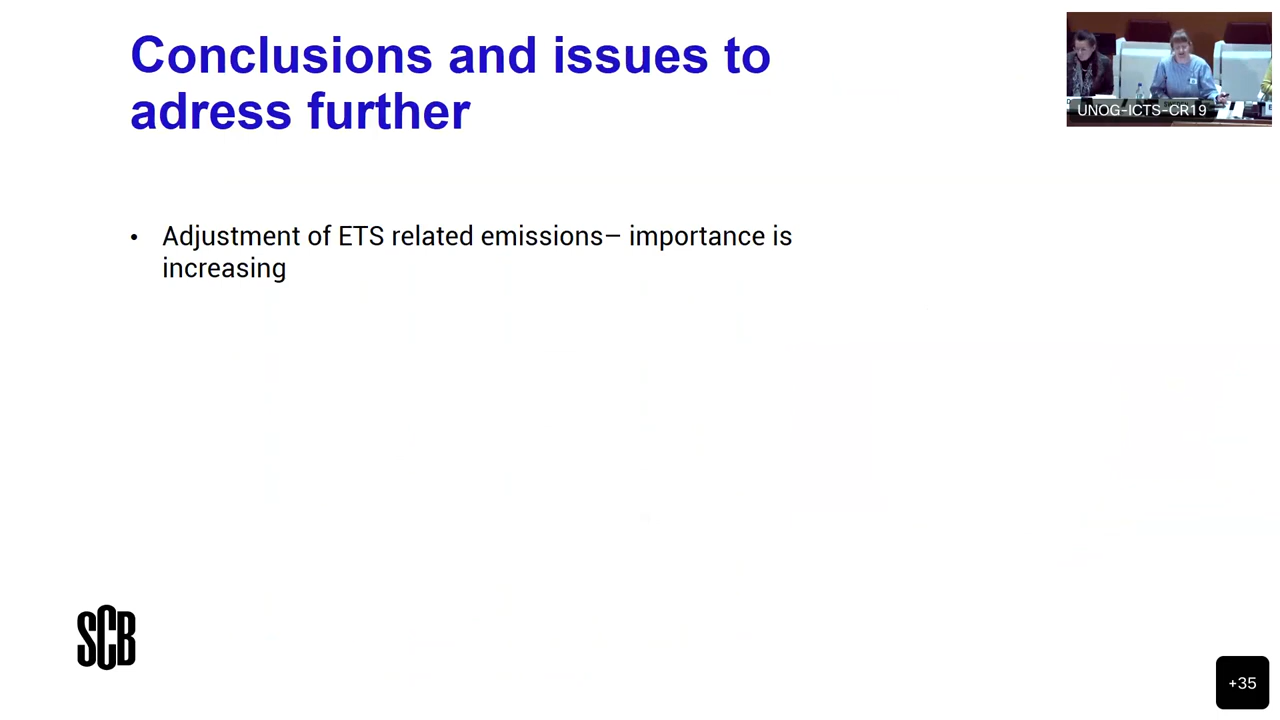 Conclusions and issues to
adress further
UNOG-ICTS-CR19
• Adjustment of ETS related emissions– importance is
increasing
SCB
+35